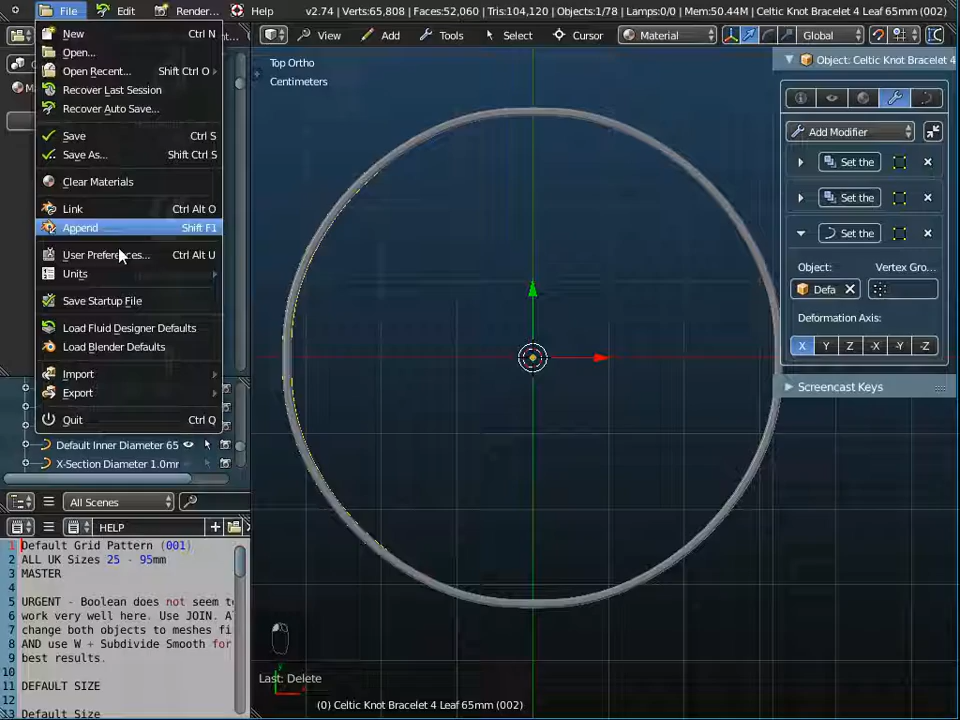 File Edit Render... Help v2.74 | Verts:65,808 | Faces:52,060 | Tris:104,120 | Objects:1/78 | Lamps:0/0 | Mem:50.44M | Celtic Knot Bracelet 4 Leaf 65mm (002)
View Add Tools Select Cursor Material Global
New Ctrl N
Open...
Open Recent... Shift Ctrl O
Recover Last Session
Recover Auto Save...
Save Ctrl S
Save As... Shift Ctrl S
Clear Materials
Link Ctrl Alt O
Append Shift F1
User Preferences... Ctrl Alt U
Units
Save Startup File
Load Fluid Designer Defaults
Load Blender Defaults
Import
Export
Quit Ctrl Q
Top Ortho
Centimeters
Object: Celtic Knot Bracelet 4
Add Modifier
Set the
Set the
Set the
Object: Vertex Gro...
Defa
Deformation Axis:
X Y Z -X -Y -Z
Screencast Keys
Default Inner Diameter 65
X-Section Diameter 1.0mr
All Scenes
HELP
1 Default Grid Pattern (001)
2 ALL UK Sizes 25 - 95mm
3 MASTER
4
5 URGENT - Boolean does not seem t
6 work very well here. Use JOIN. A
7 change both objects to meshes fi
8 AND use W + Subdivide Smooth for
9 best results.
10
11 DEFAULT SIZE
12
13 Default Size
Last: Delete
(0) Celtic Knot Bracelet 4 Leaf 65mm (002)